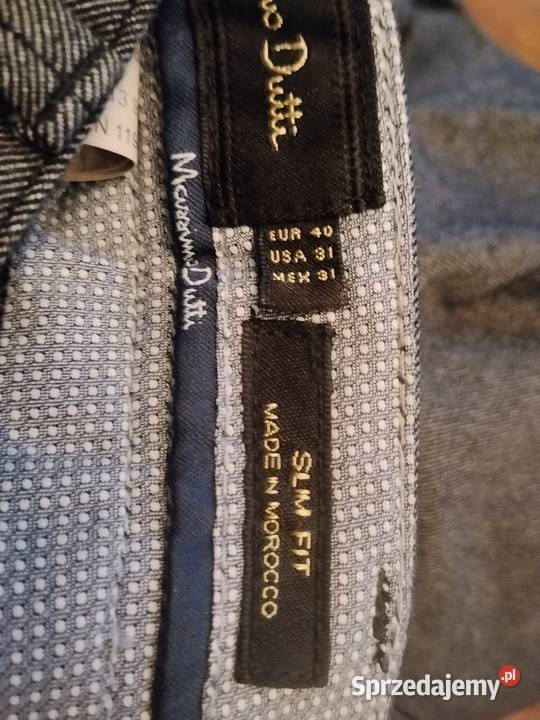 Dutti
Massimo Dutti
EUR 40
USA 31
MEX 31
SLIM FIT
MADE IN MOROCCO
Sprzedajemy.pl